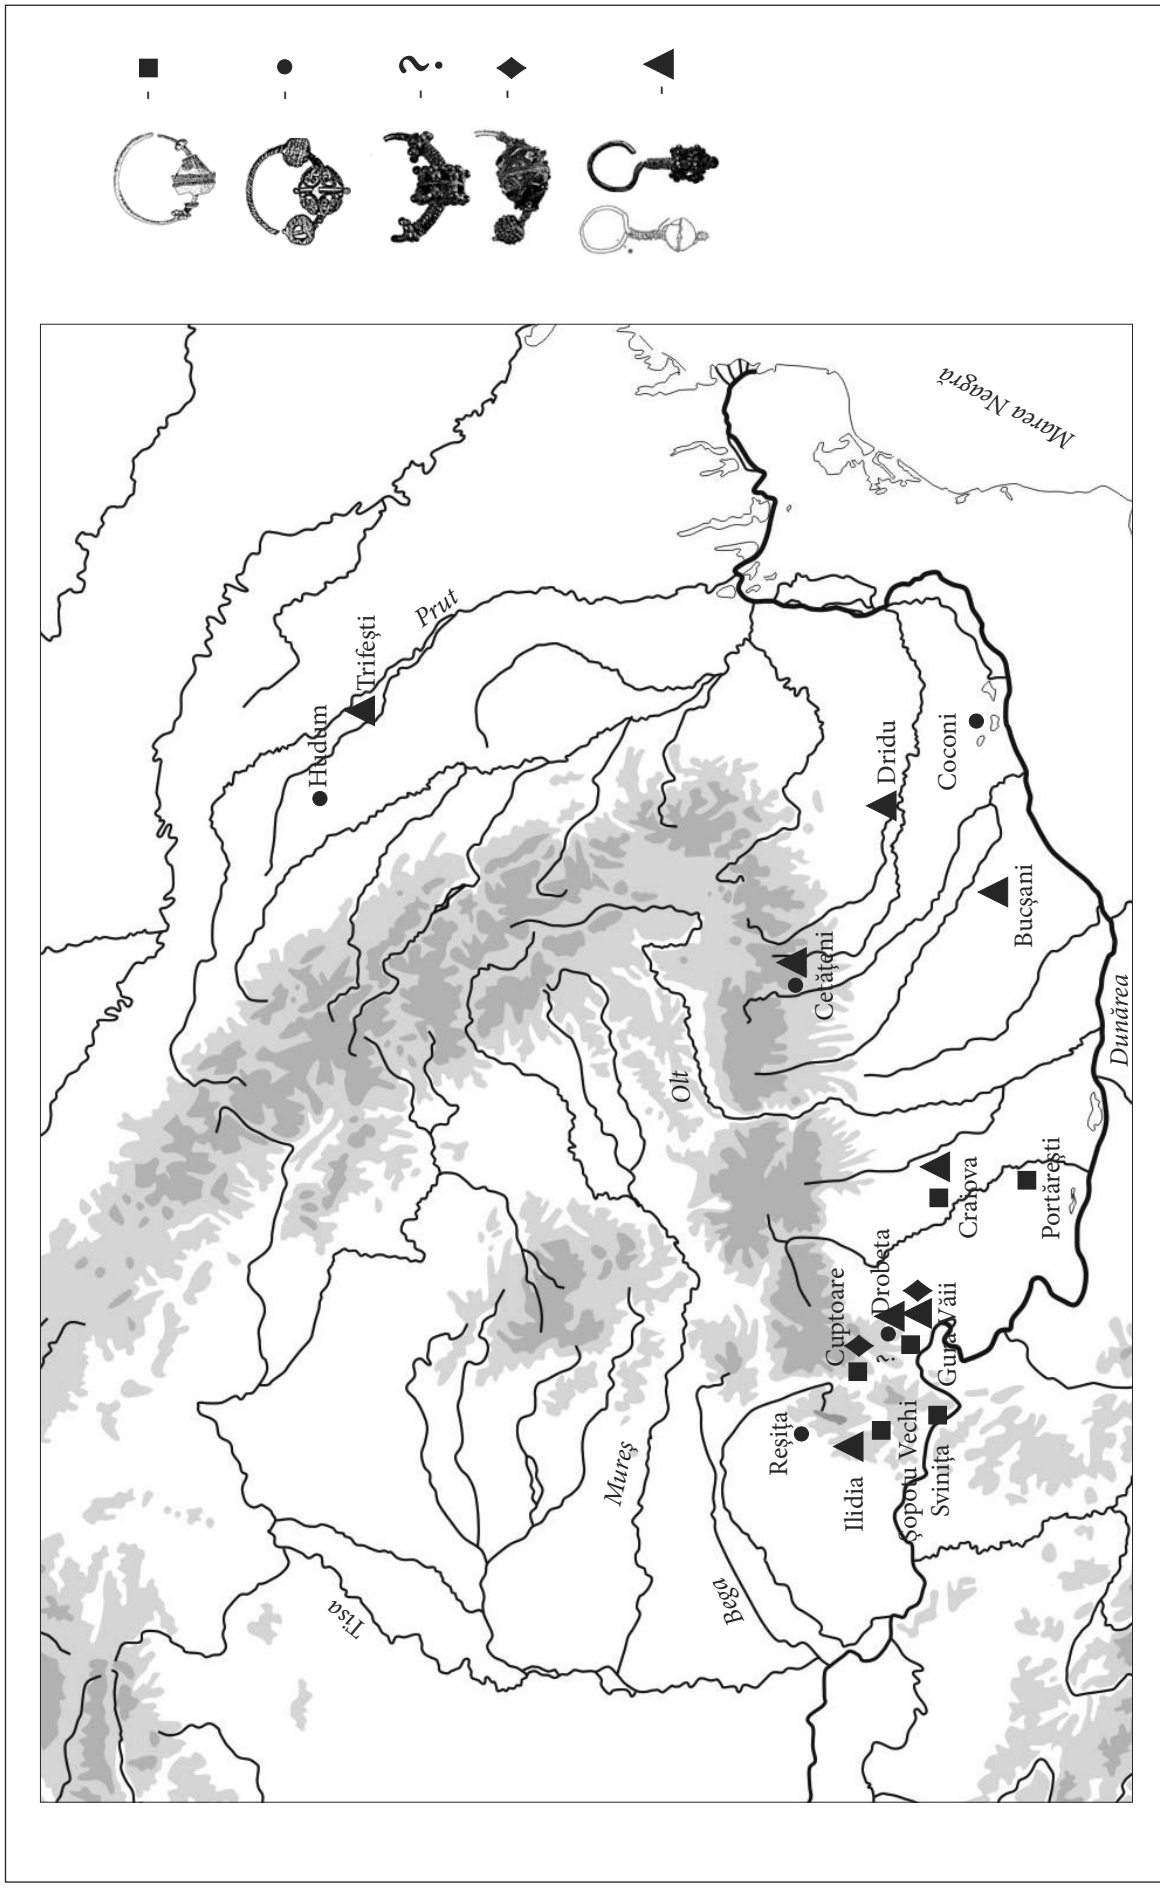 ?
Hudum
Trifești
Prut
Marea Neagră
Tisa
Mureș
Bega
Olt
Cetățeni
Dridu
Coconi
Bucșani
Dunărea
Reșița
Ilidia
Șopotu Vechi
Svinița
Cuptoare
?
Drobeta
Gura Văii
Craiova
Portărești